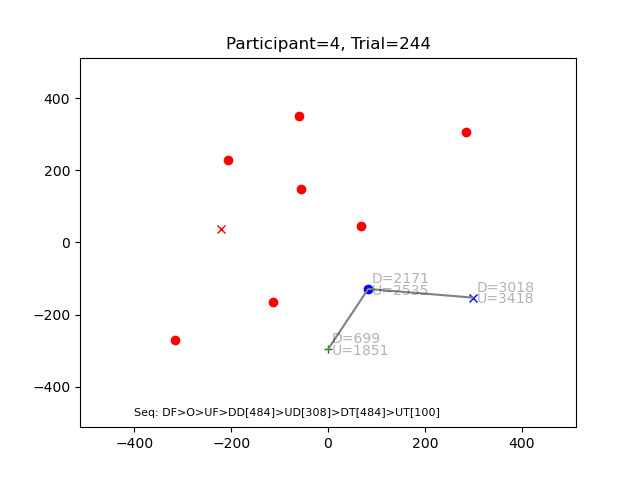 Participant=4, Trial=244
400
200
0
−200
−400
D=2171
U=2535
D=3018
U=3418
D=699
U=1851
Seq: DF>O>UF>DD[484]>UD[308]>DT[484]>UT[100]
−400 −200 0 200 400